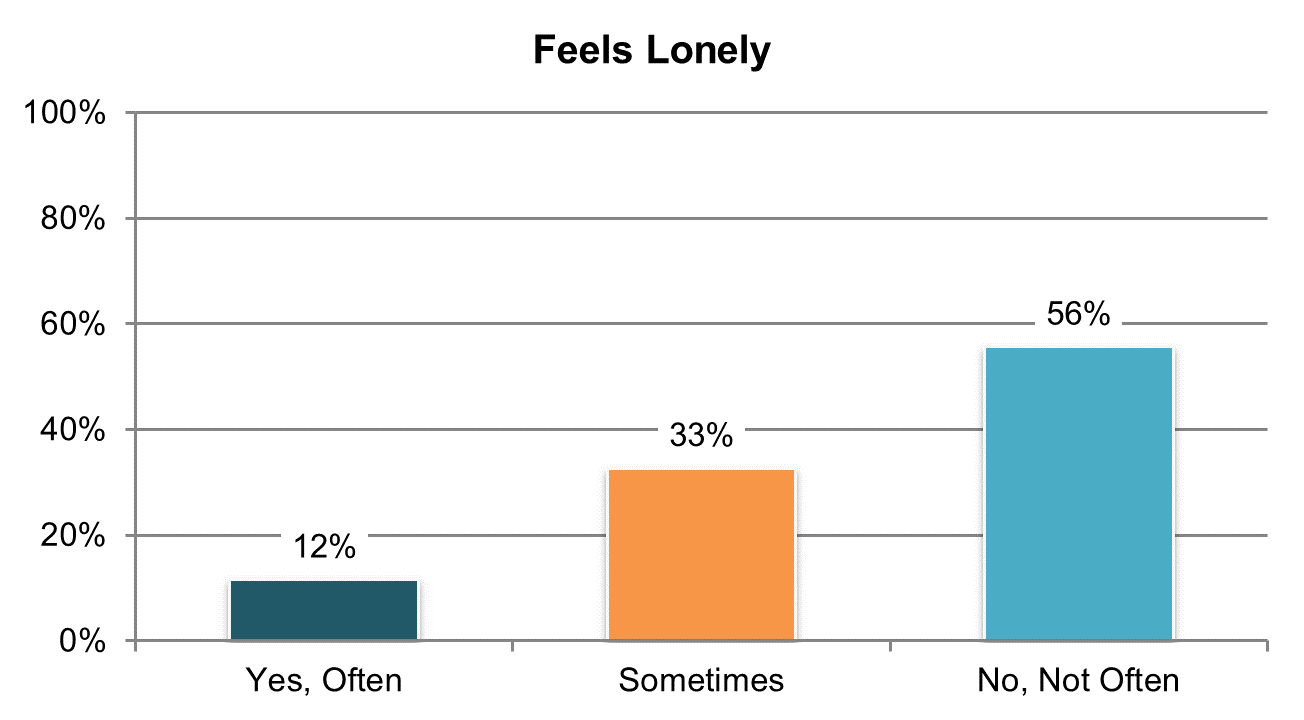 Feels Lonely
100%
80%
60%
40%
20%
0%
12%
33%
56%
Yes, Often
Sometimes
No, Not Often